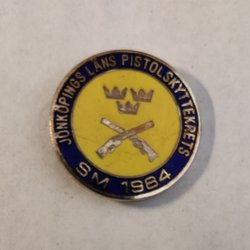 JÖNKÖPINGS LÄNS PISTOLSKYTTEKRETS
SM 1984